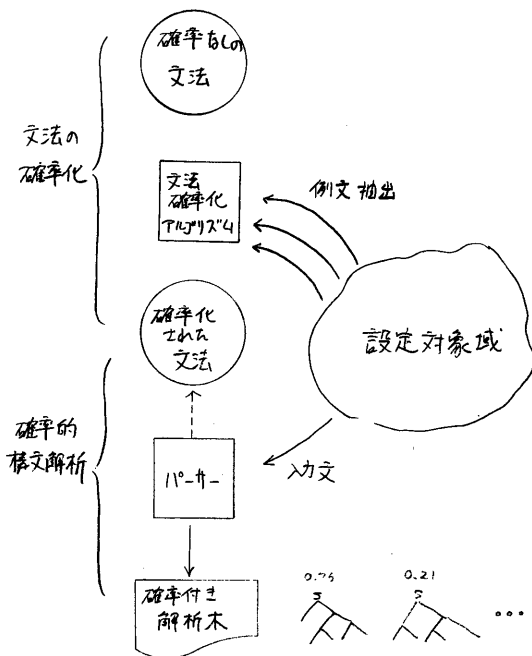 確率なしの
文法
文法の
確率化
文法
確率化
アルゴリズム
例文抽出
確率化
された
文法
設定対象域
確率的
構文解析
パーサー
入力文
確率付き
解析木
0.21
S
S
...